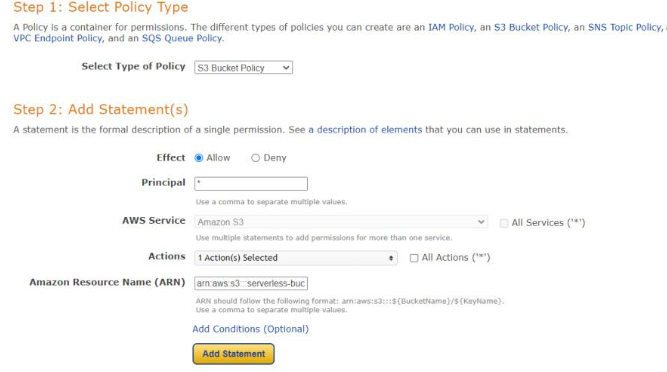 Step 1: Select Policy Type
A Policy is a container for permissions. The different types of policies you can create are an IAM Policy, an S3 Bucket Policy, an SNS Topic Policy,
VPC Endpoint Policy, and an SQS Queue Policy.
Select Type of Policy S3 Bucket Policy
Step 2: Add Statement(s)
A statement is the formal description of a single permission. See a description of elements that you can use in statements.
Effect Allow Deny
Principal *
Use a comma to separate multiple values.
AWS Service Amazon S3 All Services ('*')
Use multiple statements to add permissions for more than one service.
Actions 1 Action(s) Selected All Actions ('*')
Amazon Resource Name (ARN) arn:aws:s3:::serverless-buc
ARN should follow the following format: arn:aws:s3:::${BucketName}/${KeyName}.
Use a comma to separate multiple values.
Add Conditions (Optional)
Add Statement